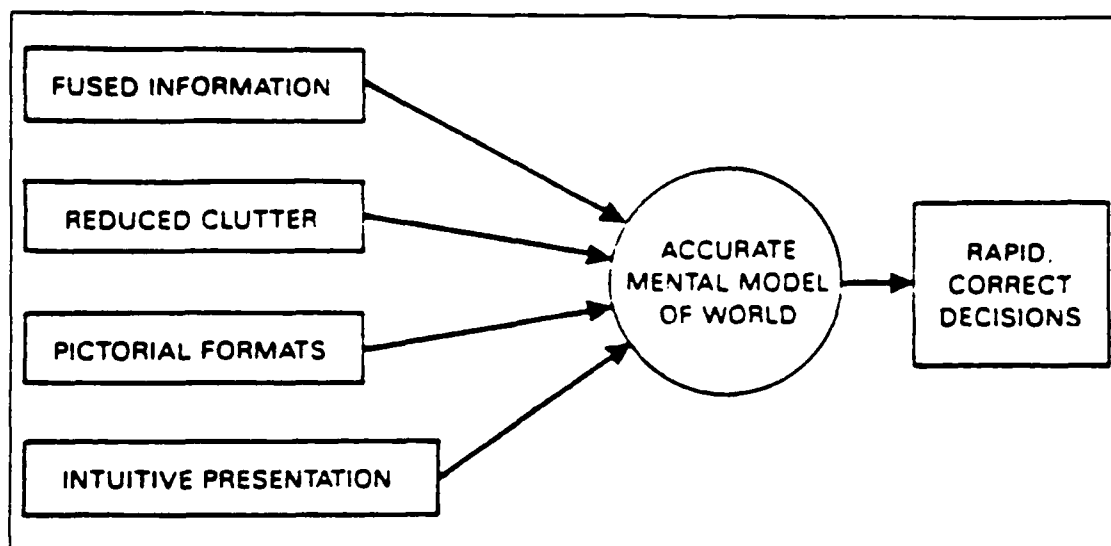 FUSED INFORMATION
REDUCED CLUTTER
PICTORIAL FORMATS
INTUITIVE PRESENTATION
ACCURATE
MENTAL MODEL
OF WORLD
RAPID,
CORRECT
DECISIONS